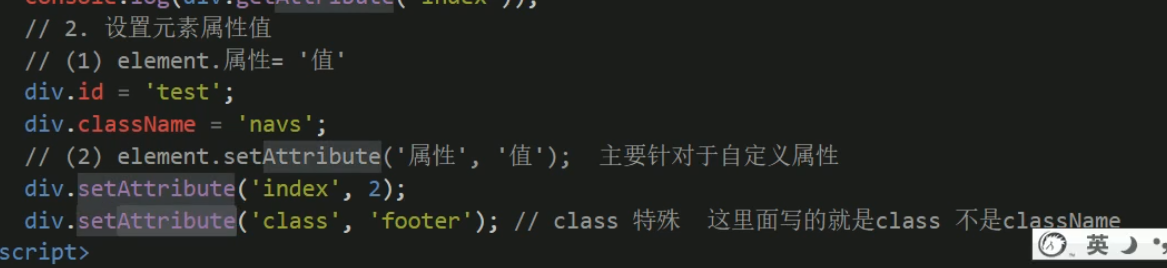 console.log(div.getAttribute('index'));
// 2. 设置元素属性值
// (1) element.属性= '值'
div.id = 'test';
div.className = 'navs';
// (2) element.setAttribute('属性', '值');  主要针对于自定义属性
div.setAttribute('index', 2);
div.setAttribute('class', 'footer'); // class 特殊  这里面写的就是class 不是className
script>
英